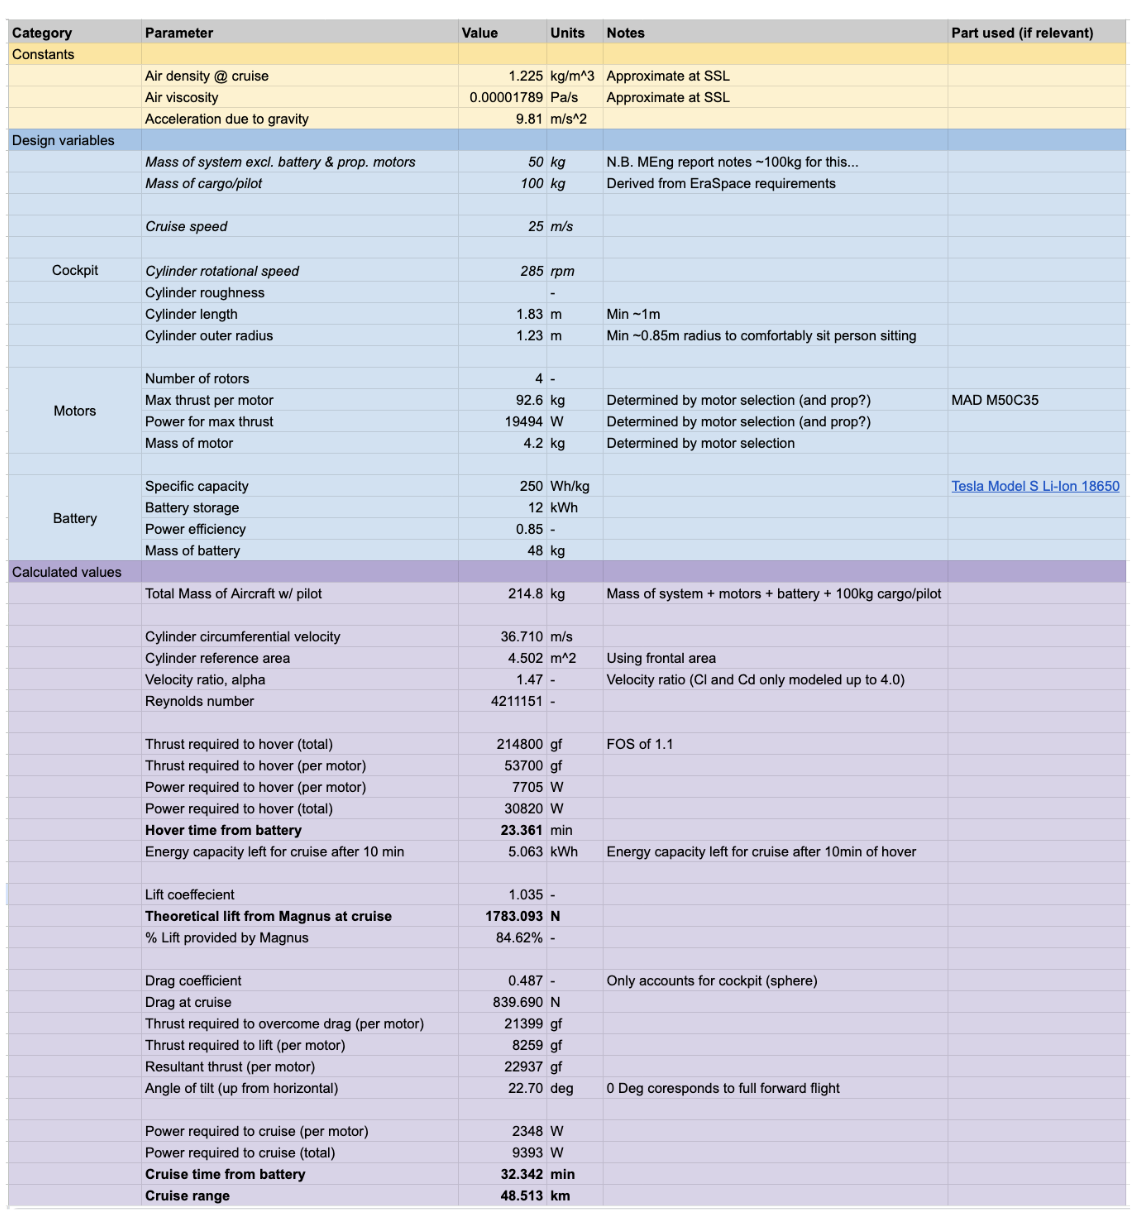 Category Parameter Value Units Notes Part used (if relevant)
Constants
Air density @ cruise 1.225 kg/m^3 Approximate at SSL
Air viscosity 0.00001789 Pa/s Approximate at SSL
Acceleration due to gravity 9.81 m/s^2
Design variables
Mass of system excl. battery & prop. motors 50 kg N.B. MEng report notes ~100kg for this...
Mass of cargo/pilot 100 kg Derived from EraSpace requirements
Cruise speed 25 m/s
Cockpit Cylinder rotational speed 285 rpm
Cylinder roughness -
Cylinder length 1.83 m Min ~1m
Cylinder outer radius 1.23 m Min ~0.85m radius to comfortably sit person sitting
Number of rotors 4 -
Max thrust per motor 92.6 kg Determined by motor selection (and prop?) MAD M50C35
Motors
Power for max thrust 19494 W Determined by motor selection (and prop?)
Mass of motor 4.2 kg Determined by motor selection
Specific capacity 250 Wh/kg Tesla Model S Li-Ion 18650
Battery storage 12 kWh
Battery
Power efficiency 0.85 -
Mass of battery 48 kg
Calculated values
Total Mass of Aircraft w/ pilot 214.8 kg Mass of system + motors + battery + 100kg cargo/pilot
Cylinder circumferential velocity 36.710 m/s
Cylinder reference area 4.502 m^2 Using frontal area
Velocity ratio, alpha 1.47 - Velocity ratio (Cl and Cd only modeled up to 4.0)
Reynolds number 4211151 -
Thrust required to hover (total) 214800 gf FOS of 1.1
Thrust required to hover (per motor) 53700 gf
Power required to hover (per motor) 7705 W
Power required to hover (total) 30820 W
Hover time from battery 23.361 min
Energy capacity left for cruise after 10 min 5.063 kWh Energy capacity left for cruise after 10min of hover
Lift coeffecient 1.035 -
Theoretical lift from Magnus at cruise 1783.093 N
% Lift provided by Magnus 84.62% -
Drag coefficient 0.487 - Only accounts for cockpit (sphere)
Drag at cruise 839.690 N
Thrust required to overcome drag (per motor) 21399 gf
Thrust required to lift (per motor) 8259 gf
Resultant thrust (per motor) 22937 gf
Angle of tilt (up from horizontal) 22.70 deg 0 Deg coresponds to full forward flight
Power required to cruise (per motor) 2348 W
Power required to cruise (total) 9393 W
Cruise time from battery 32.342 min
Cruise range 48.513 km